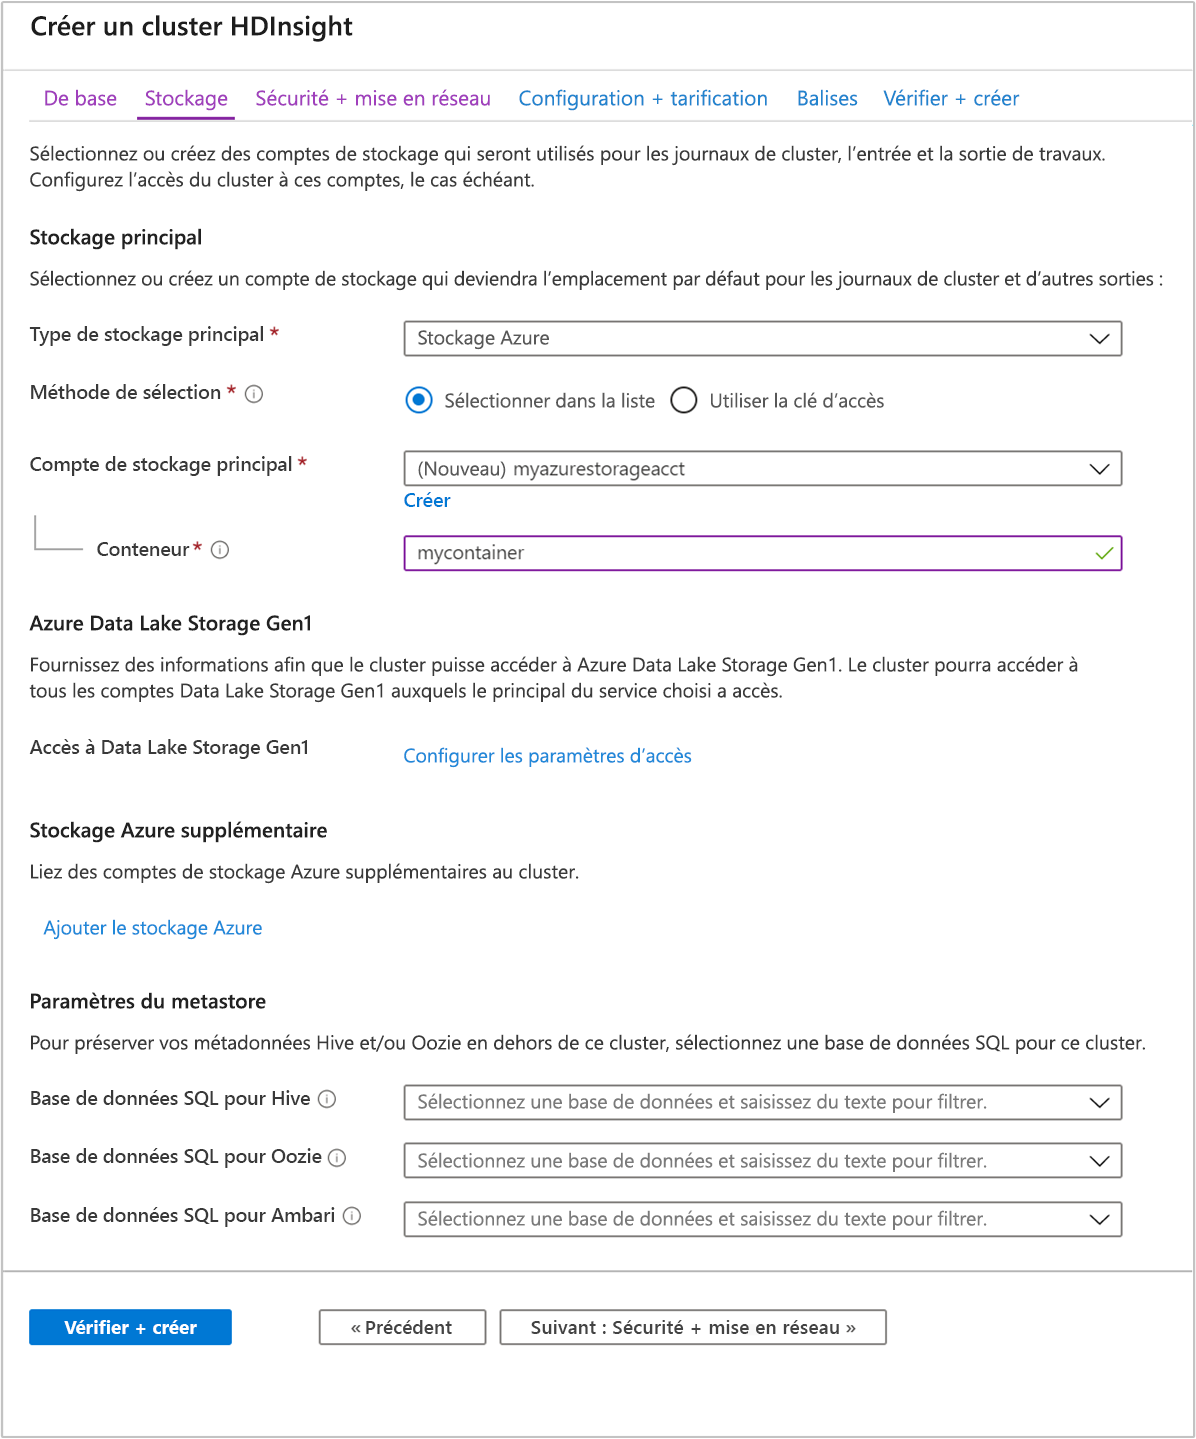 Créer un cluster HDInsight
De base Stockage Sécurité + mise en réseau Configuration + tarification Balises Vérifier + créer
Sélectionnez ou créez des comptes de stockage qui seront utilisés pour les journaux de cluster, l’entrée et la sortie de travaux.
Configurez l’accès du cluster à ces comptes, le cas échéant.
Stockage principal
Sélectionnez ou créez un compte de stockage qui deviendra l’emplacement par défaut pour les journaux de cluster et d’autres sorties :
Type de stockage principal * Stockage Azure
Méthode de sélection * Sélectionner dans la liste Utiliser la clé d’accès
Compte de stockage principal * (Nouveau) myazurestorageacct
Créer
Conteneur * mycontainer
Azure Data Lake Storage Gen1
Fournissez des informations afin que le cluster puisse accéder à Azure Data Lake Storage Gen1. Le cluster pourra accéder à
tous les comptes Data Lake Storage Gen1 auxquels le principal du service choisi a accès.
Accès à Data Lake Storage Gen1 Configurer les paramètres d’accès
Stockage Azure supplémentaire
Liez des comptes de stockage Azure supplémentaires au cluster.
Ajouter le stockage Azure
Paramètres du metastore
Pour préserver vos métadonnées Hive et/ou Oozie en dehors de ce cluster, sélectionnez une base de données SQL pour ce cluster.
Base de données SQL pour Hive Sélectionnez une base de données et saisissez du texte pour filtrer.
Base de données SQL pour Oozie Sélectionnez une base de données et saisissez du texte pour filtrer.
Base de données SQL pour Ambari Sélectionnez une base de données et saisissez du texte pour filtrer.
Vérifier + créer « Précédent Suivant : Sécurité + mise en réseau »